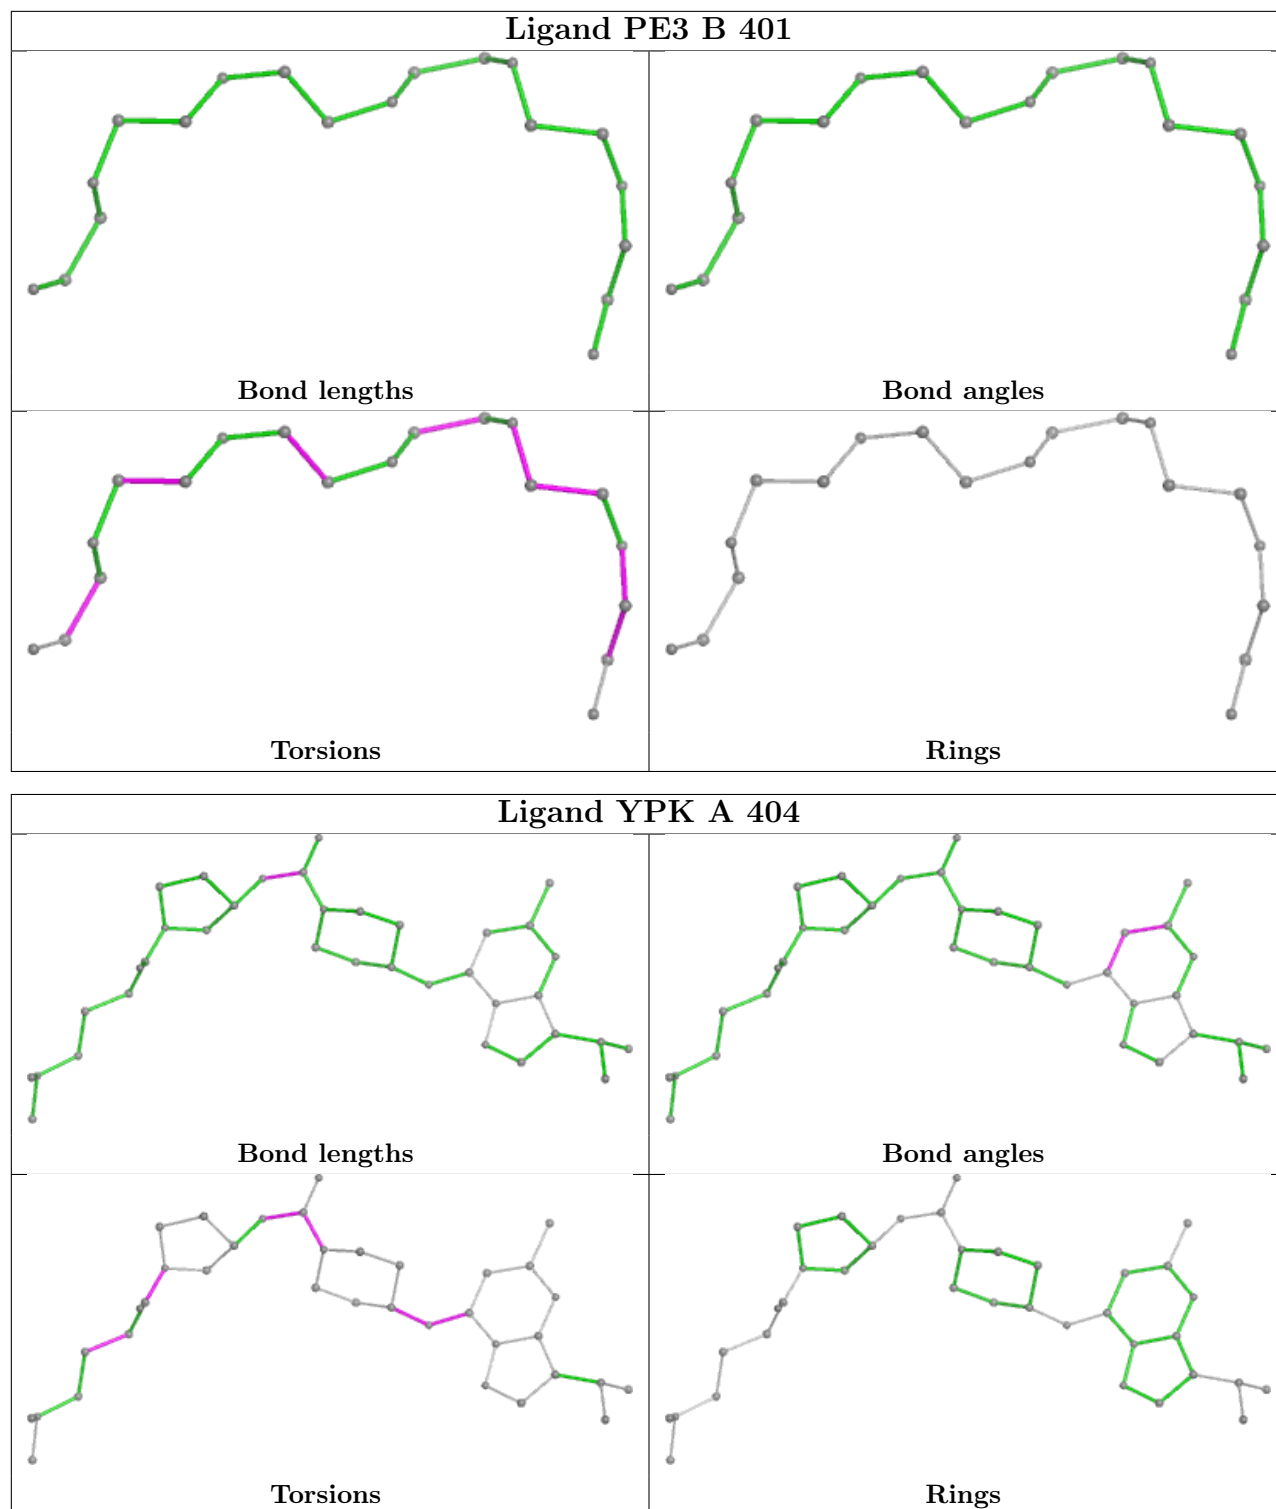 Ligand PE3 B 401
Bond lengths
Bond angles
Torsions
Rings
Ligand YPK A 404
Bond lengths
Bond angles
Torsions
Rings